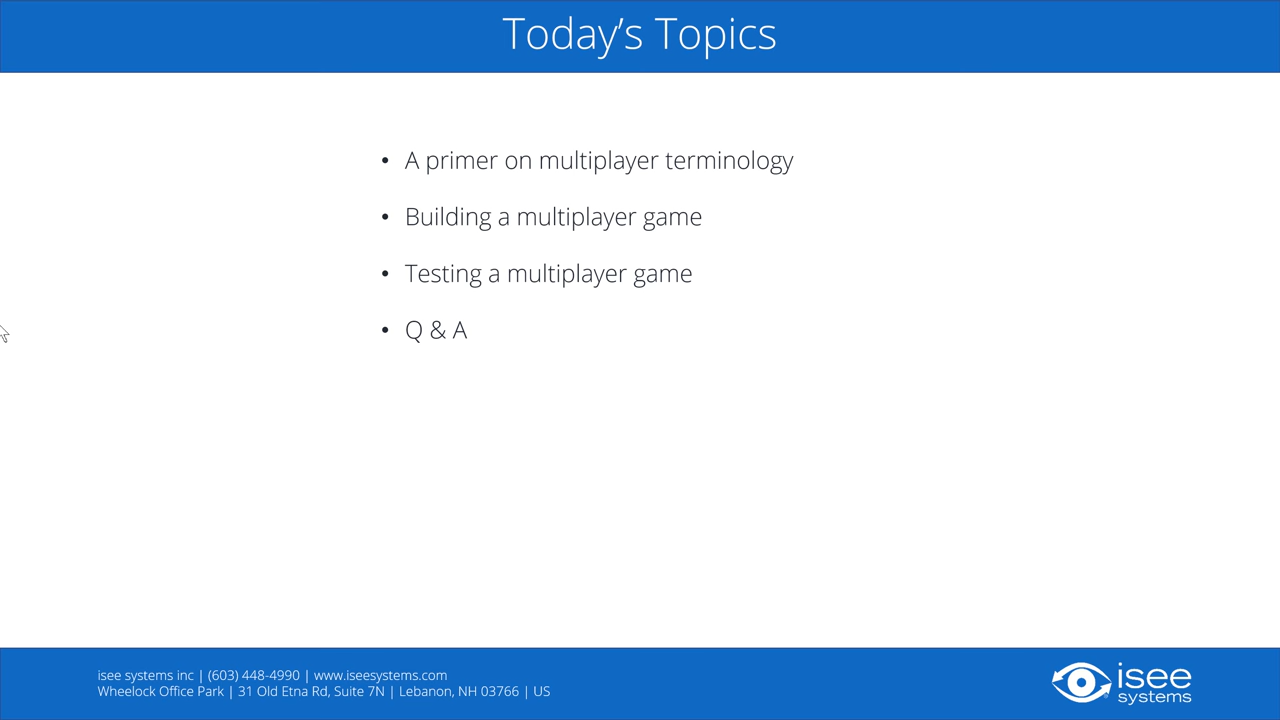 Today’s Topics
• A primer on multiplayer terminology
• Building a multiplayer game
• Testing a multiplayer game
• Q & A
isee systems inc | (603) 448-4990 | www.iseesystems.com
Wheelock Office Park | 31 Old Etna Rd, Suite 7N | Lebanon, NH 03766 | US
isee
systems